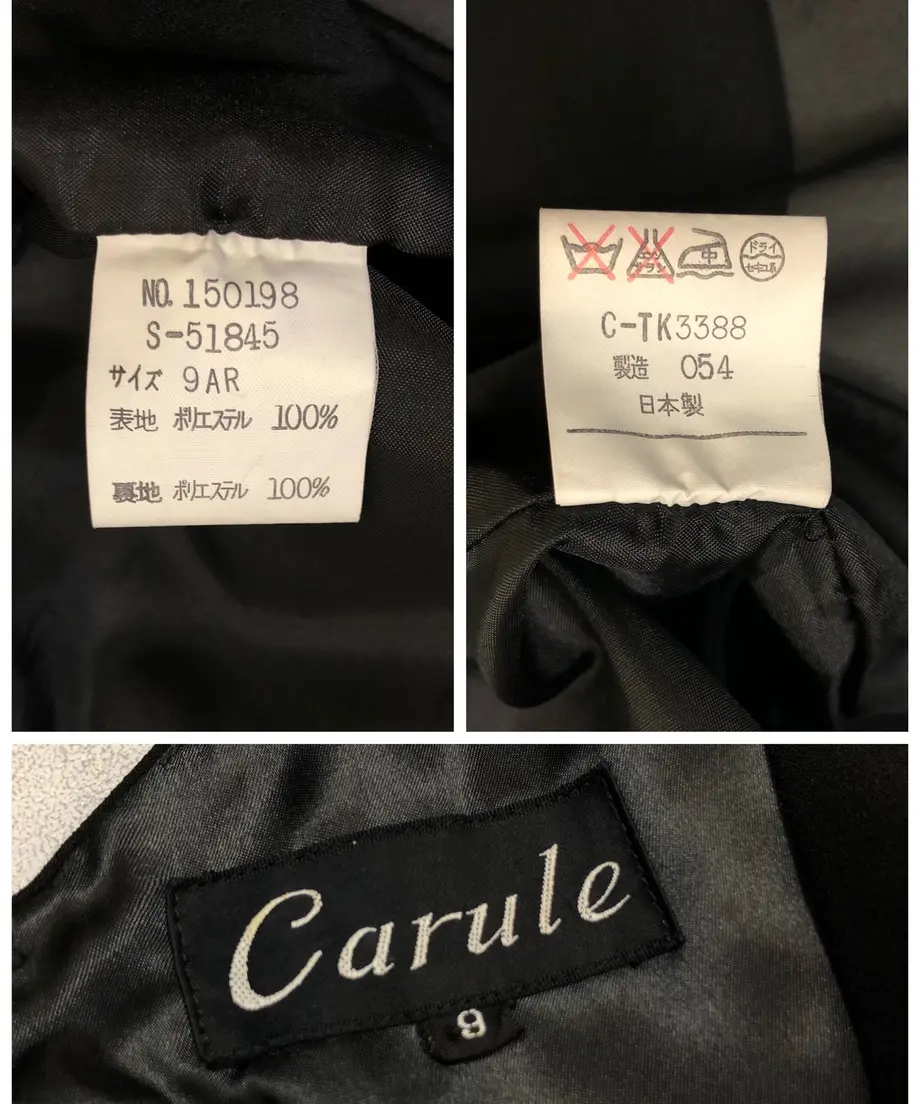 NO.150198
S-51845
サイズ 9AR
表地 ポリエステル 100%
裏地 ポリエステル 100%
中
ドライ
セキユ系
C-TK3388
製造 054
日本製
Carule
9